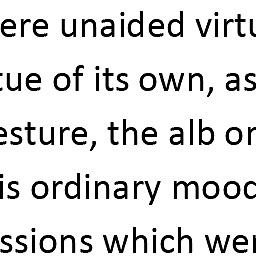 ere unaided virtu
tue of its own, as
esture, the alb or
is ordinary mood
ssions which wer